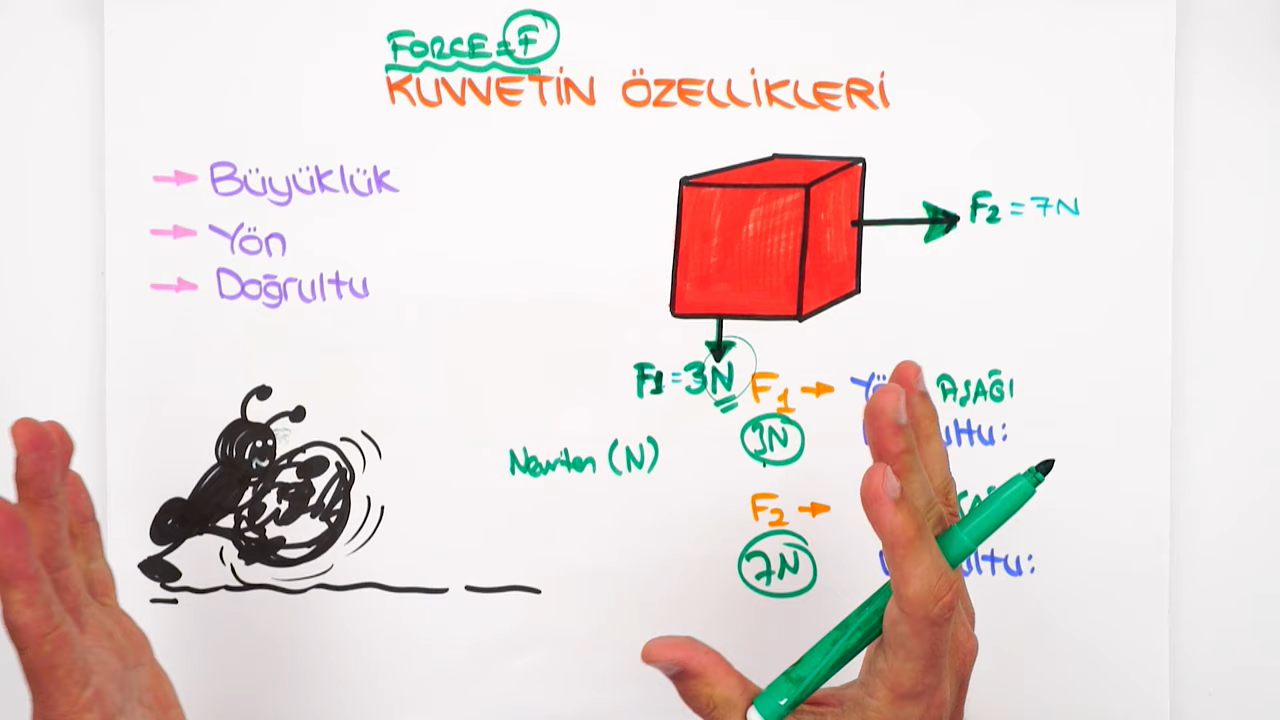 FORCE = F
KUVVETİN ÖZELLİKLERİ
→ Büyüklük
→ Yön
→ Doğrultu
F2 = 7N
F1 = 3N
F1 → AŞAĞI
3N
Newton (N)
F2 →
7N